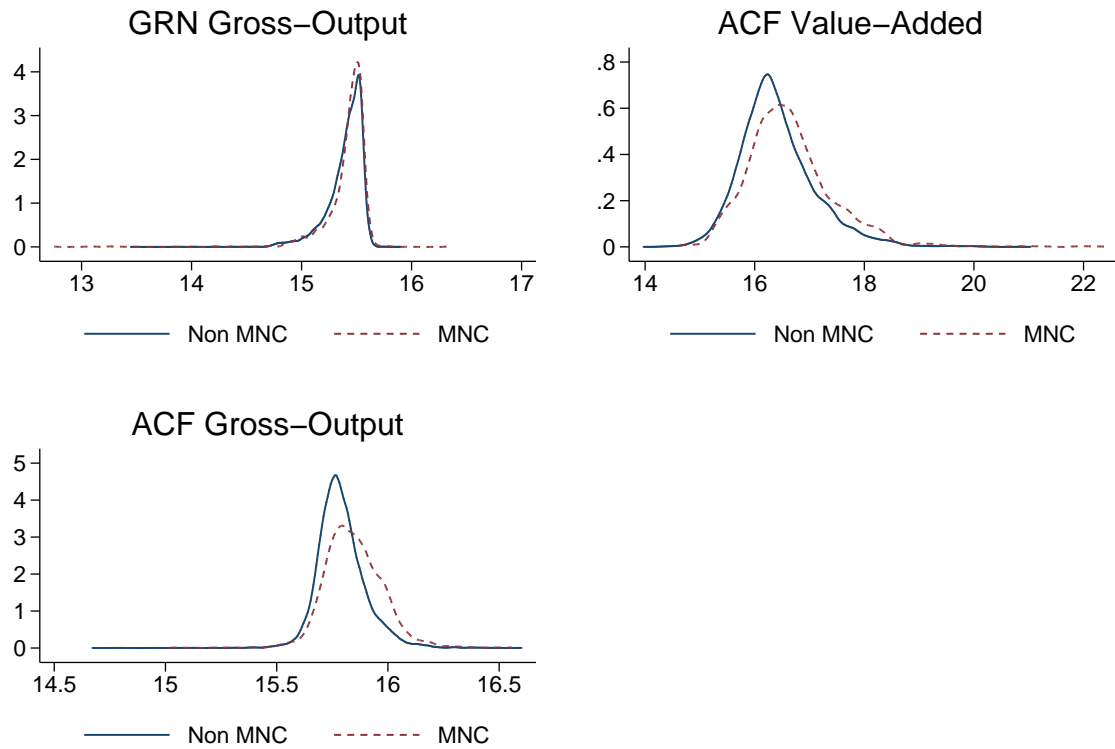 GRN Gross−Output
4
3
2
1
0
13 14 15 16 17
Non MNC MNC
ACF Value−Added
.8
.6
.4
.2
0
14 16 18 20 22
Non MNC MNC
ACF Gross−Output
5
4
3
2
1
0
14.5 15 15.5 16 16.5
Non MNC MNC